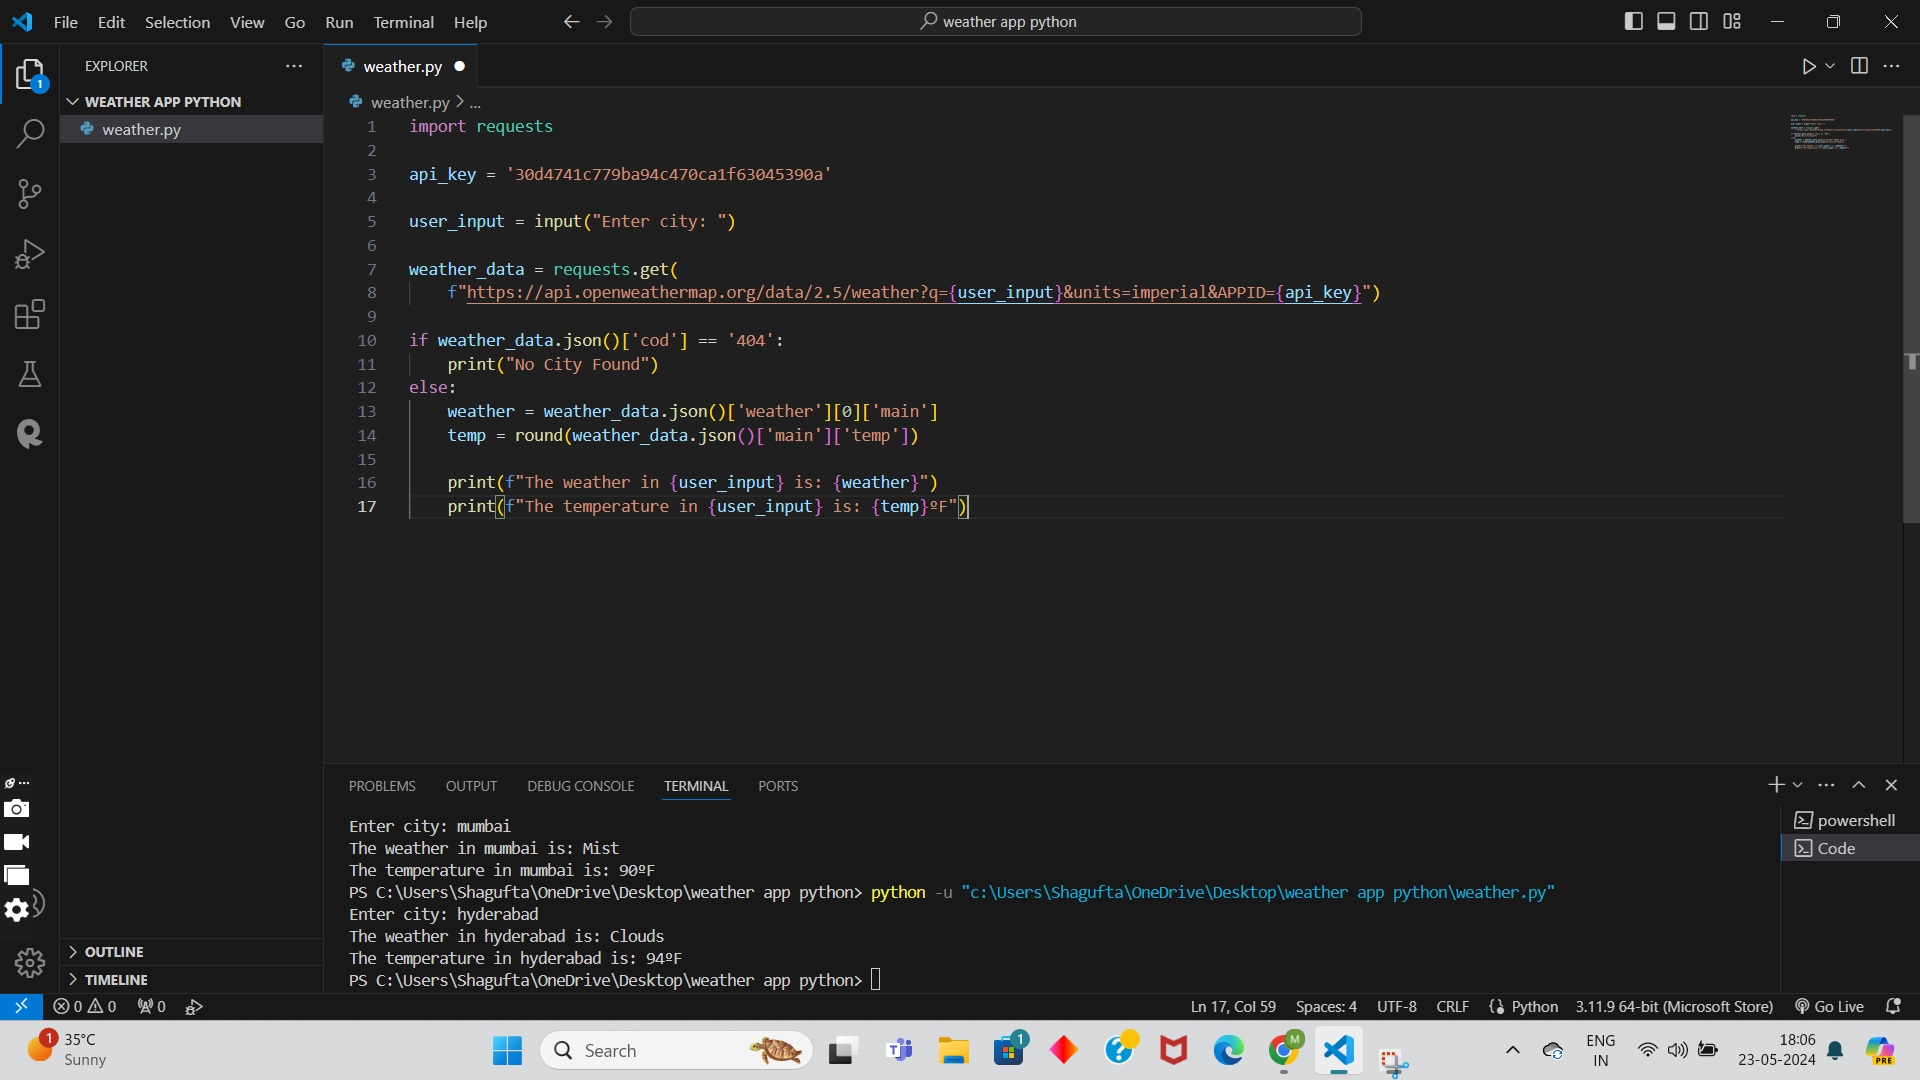 File Edit Selection View Go Run Terminal Help
weather app python
EXPLORER
1
WEATHER APP PYTHON
weather.py
weather.py
weather.py > ...
1 import requests
2
3 api_key = '30d4741c779ba94c470ca1f63045390a'
4
5 user_input = input("Enter city: ")
6
7 weather_data = requests.get(
8 f"https://api.openweathermap.org/data/2.5/weather?q={user_input}&units=imperial&APPID={api_key}")
9
10 if weather_data.json()['cod'] == '404':
11 print("No City Found")
12 else:
13 weather = weather_data.json()['weather'][0]['main']
14 temp = round(weather_data.json()['main']['temp'])
15
16 print(f"The weather in {user_input} is: {weather}")
17 print(f"The temperature in {user_input} is: {temp}ºF")
PROBLEMS OUTPUT DEBUG CONSOLE TERMINAL PORTS
Enter city: mumbai
The weather in mumbai is: Mist
The temperature in mumbai is: 90ºF
PS C:\Users\Shagufta\OneDrive\Desktop\weather app python> python -u "c:\Users\Shagufta\OneDrive\Desktop\weather app python\weather.py"
Enter city: hyderabad
The weather in hyderabad is: Clouds
The temperature in hyderabad is: 94ºF
PS C:\Users\Shagufta\OneDrive\Desktop\weather app python>
powershell
Code
OUTLINE
TIMELINE
0 0 0
Ln 17, Col 59 Spaces: 4 UTF-8 CRLF Python 3.11.9 64-bit (Microsoft Store) Go Live
1 35°C
Sunny
Search
1
M
ENG
IN
18:06
23-05-2024
PRE